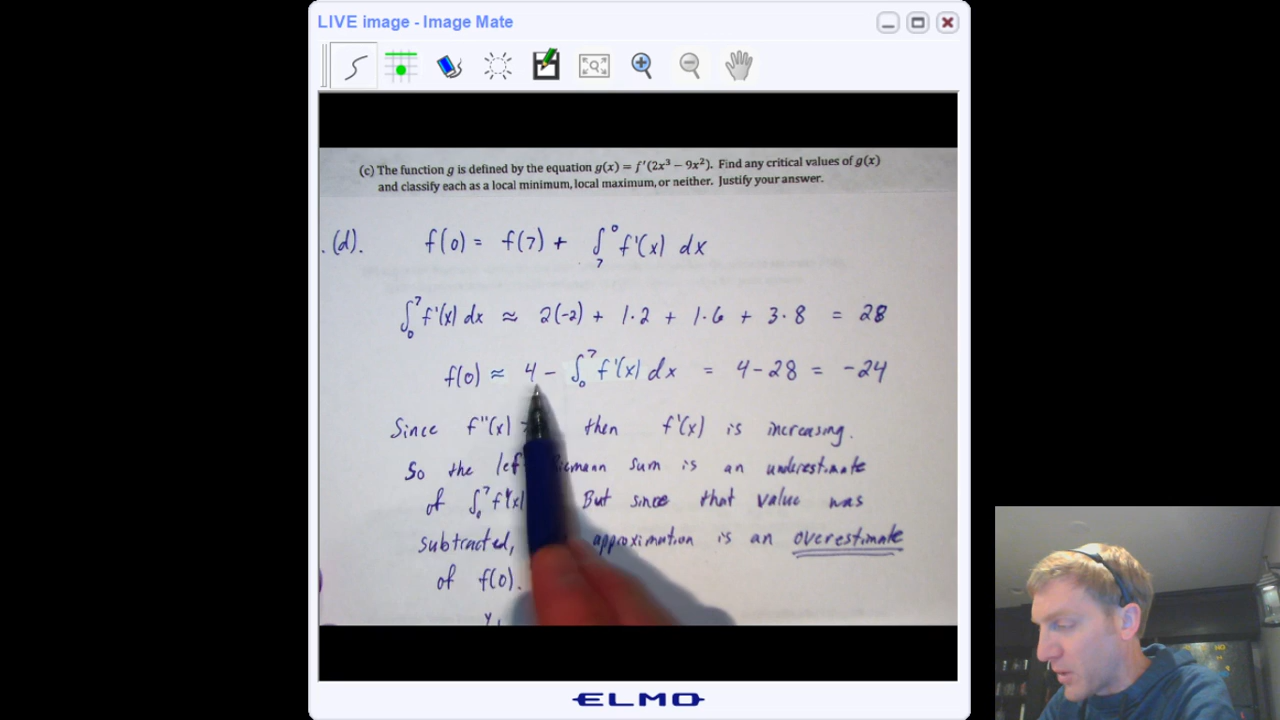 LIVE image - Image Mate
(c) The function g is defined by the equation g(x) = f′(2x³ − 9x²). Find any critical values of g(x)
and classify each as a local minimum, local maximum, or neither. Justify your answer.
. (d). f(0) = f(7) + ∫₇⁰ f'(x) dx
∫₀⁷ f'(x) dx ≈ 2(-2) + 1·2 + 1·6 + 3·8 = 28
f(0) ≈ 4 - ∫₀⁷ f'(x) dx = 4-28 = -24
Since f"(x) > then f'(x) is increasing.
So the left Riemann sum is an underestimate
of ∫₀⁷ f'(x) But since that value was
subtracted, approximation is an overestimate
of f(0).
y
ELMO